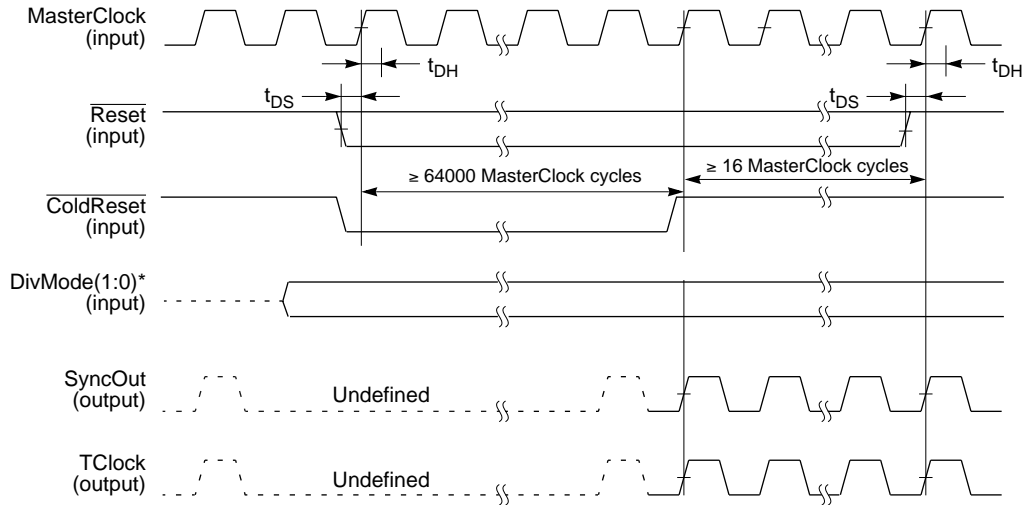 MasterClock
(input)
tDH
tDH
tDS
tDS
Reset
(input)
≥ 64000 MasterClock cycles
≥ 16 MasterClock cycles
ColdReset
(input)
DivMode(1:0)*
(input)
SyncOut
(output)
Undefined
TClock
(output)
Undefined